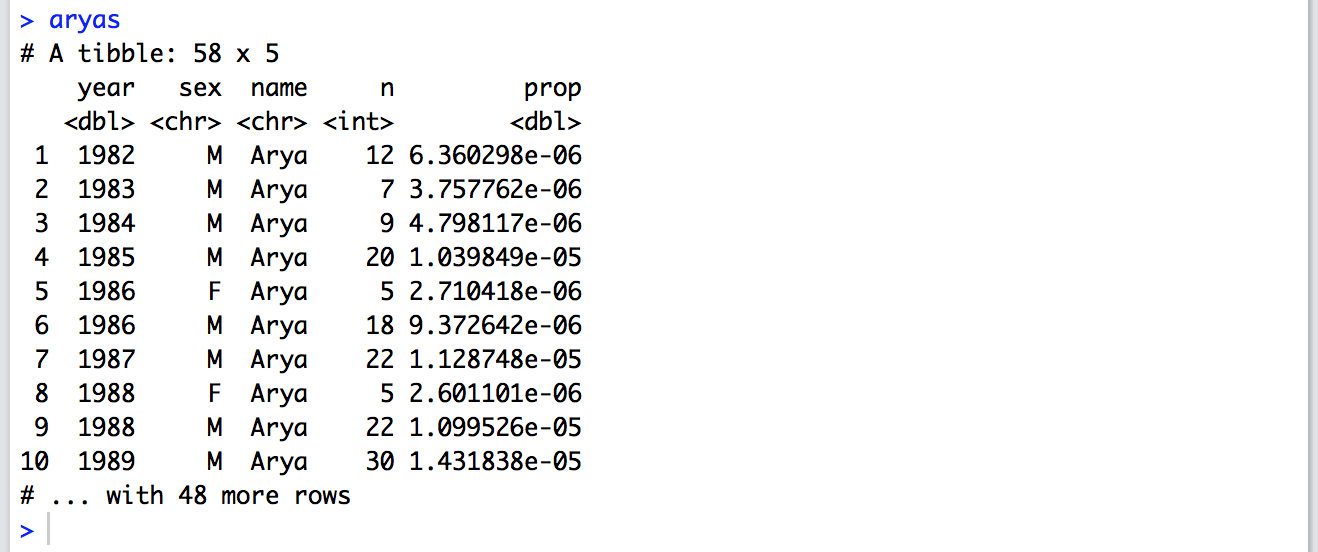 > aryas
# A tibble: 58 x 5
    year   sex  name     n         prop
   <dbl> <chr> <chr> <int>        <dbl>
 1  1982     M  Arya    12 6.360298e-06
 2  1983     M  Arya     7 3.757762e-06
 3  1984     M  Arya     9 4.798117e-06
 4  1985     M  Arya    20 1.039849e-05
 5  1986     F  Arya     5 2.710418e-06
 6  1986     M  Arya    18 9.372642e-06
 7  1987     M  Arya    22 1.128748e-05
 8  1988     F  Arya     5 2.601101e-06
 9  1988     M  Arya    22 1.099526e-05
10  1989     M  Arya    30 1.431838e-05
# ... with 48 more rows
>